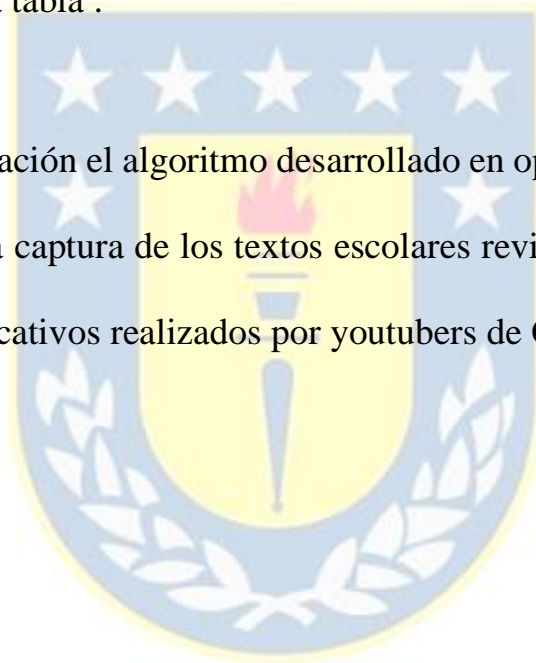 tabla .
ación el algoritmo desarrollado en op
captura de los textos escolares revi
cativos realizados por youtubers de